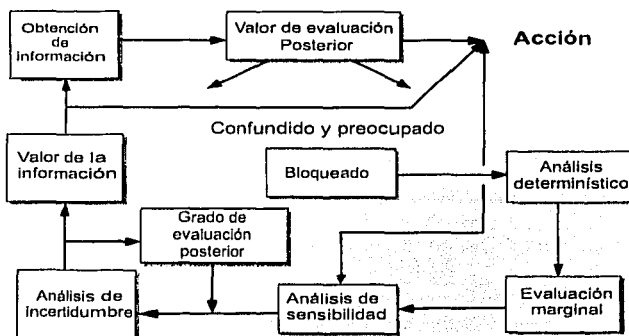 Obtención
de
información
Valor de evaluación
Posterior
Acción
Confundido y preocupado
Valor de la
información
Bloqueado
Análisis
determinístico
Grado de
evaluación
posterior
Análisis de
incertidumbre
Análisis de
sensibilidad
Evaluación
marginal